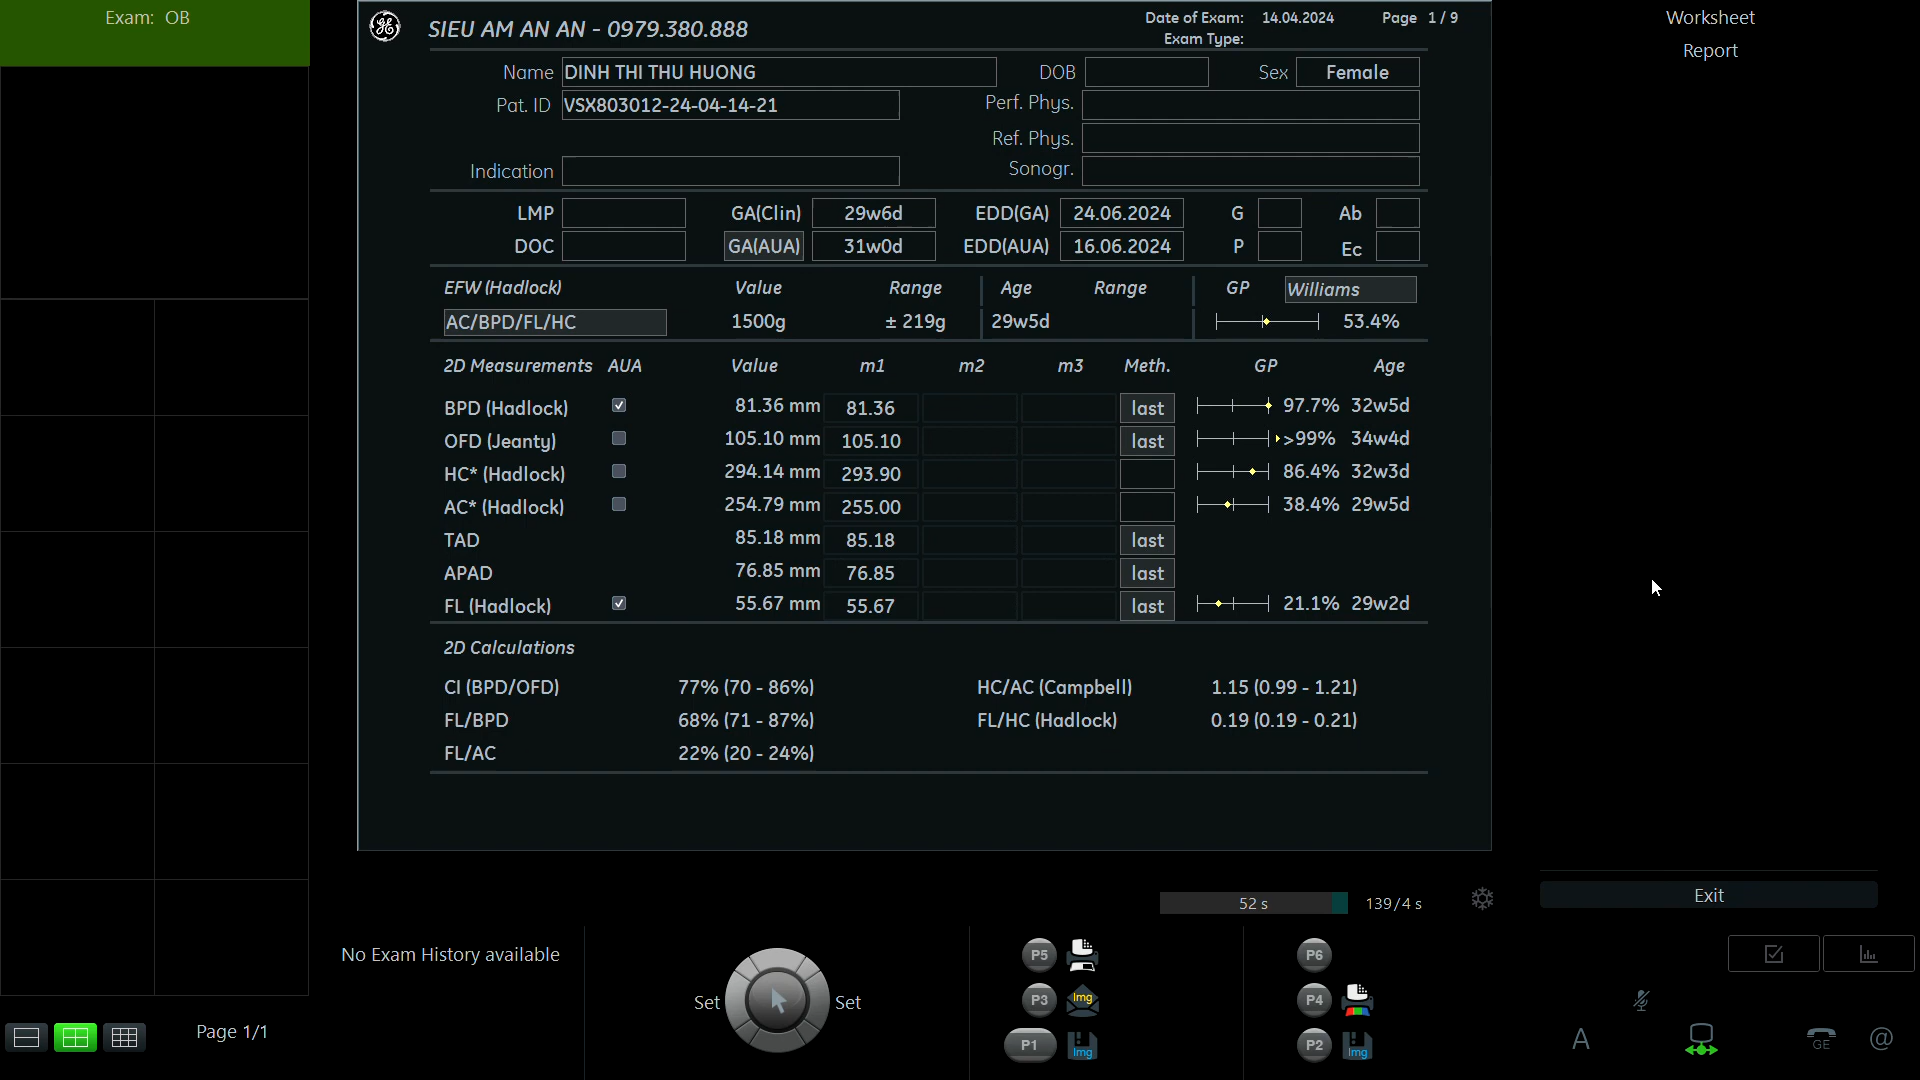 Exam: OB
SIEU AM AN AN - 0979.380.888
Date of Exam: 14.04.2024 Page 1 / 9
Exam Type:
Name DINH THI THU HUONG DOB Sex Female
Pat. ID VSX803012-24-04-14-21 Perf. Phys.
Ref. Phys.
Indication Sonogr.
LMP GA(Clin) 29w6d EDD(GA) 24.06.2024 G Ab
DOC GA(AUA) 31w0d EDD(AUA) 16.06.2024 P Ec
EFW (Hadlock) Value Range Age Range GP Williams
AC/BPD/FL/HC 1500g ± 219g 29w5d 53.4%
2D Measurements AUA Value m1 m2 m3 Meth. GP Age
BPD (Hadlock) 81.36 mm 81.36 last 97.7% 32w5d
OFD (Jeanty) 105.10 mm 105.10 last >99% 34w4d
HC* (Hadlock) 294.14 mm 293.90 86.4% 32w3d
AC* (Hadlock) 254.79 mm 255.00 38.4% 29w5d
TAD 85.18 mm 85.18 last
APAD 76.85 mm 76.85 last
FL (Hadlock) 55.67 mm 55.67 last 21.1% 29w2d
2D Calculations
CI (BPD/OFD) 77% (70 - 86%) HC/AC (Campbell) 1.15 (0.99 - 1.21)
FL/BPD 68% (71 - 87%) FL/HC (Hadlock) 0.19 (0.19 - 0.21)
FL/AC 22% (20 - 24%)
Worksheet
Report
52 s 139/4 s
Exit
No Exam History available
Set Set
P5 P6
P3 Img P4
P1 Img P2 Img
Page 1/1
A GE @